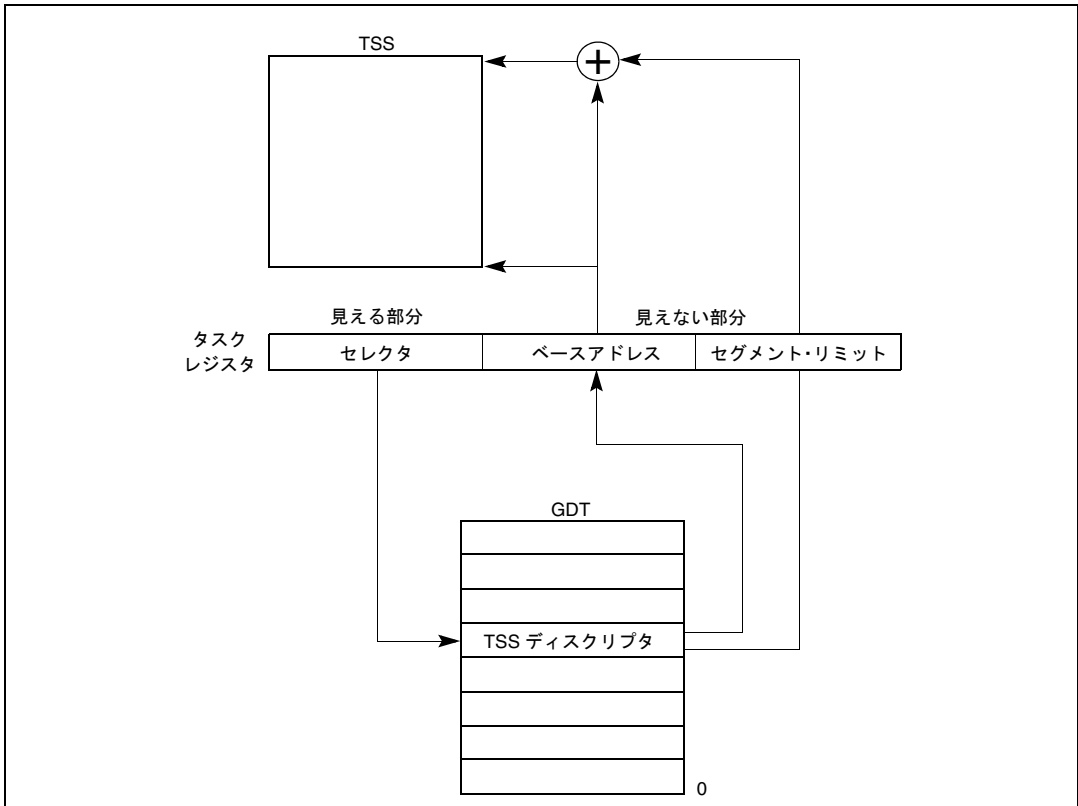 TSS
見える部分
見えない部分
タスク
レジスタ
セレクタ
ベースアドレス
セグメント・リミット
GDT
TSS ディスクリプタ
0